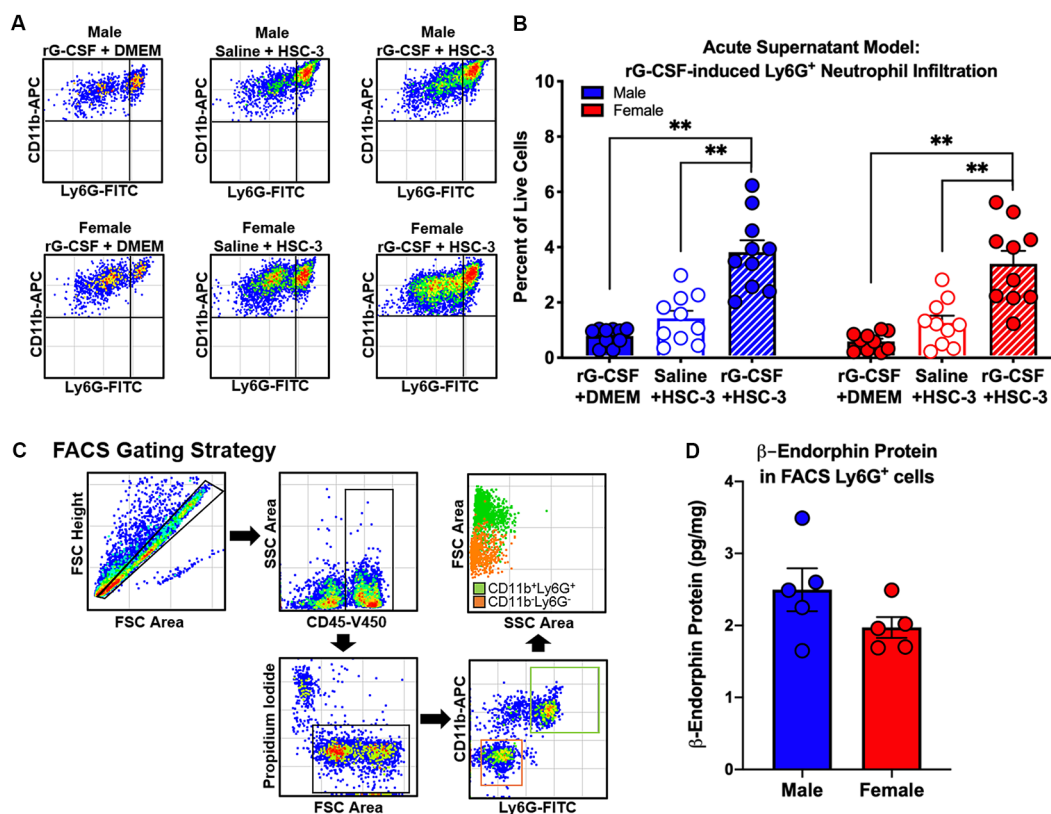 A
Male
rG-CSF + DMEM
CD11b-APC
Ly6G-FITC
Male
Saline + HSC-3
CD11b-APC
Ly6G-FITC
Male
rG-CSF + HSC-3
CD11b-APC
Ly6G-FITC
Female
rG-CSF + DMEM
CD11b-APC
Ly6G-FITC
Female
Saline + HSC-3
CD11b-APC
Ly6G-FITC
Female
rG-CSF + HSC-3
CD11b-APC
Ly6G-FITC
B
Acute Supernatant Model:
rG-CSF-induced Ly6G⁺ Neutrophil Infiltration
Percent of Live Cells
10
8
6
4
2
0
Male
Female
**
**
**
**
rG-CSF
+DMEM
Saline
+HSC-3
rG-CSF
+HSC-3
rG-CSF
+DMEM
Saline
+HSC-3
rG-CSF
+HSC-3
C
FACS Gating Strategy
FSC Height
FSC Area
SSC Area
CD45-V450
FSC Area
CD11b⁺Ly6G⁺
CD11b⁻Ly6G⁻
SSC Area
Propidium Iodide
FSC Area
CD11b-APC
Ly6G-FITC
D
β–Endorphin Protein
in FACS Ly6G⁺ cells
β-Endorphin Protein (pg/mg)
4
3
2
1
0
Male
Female